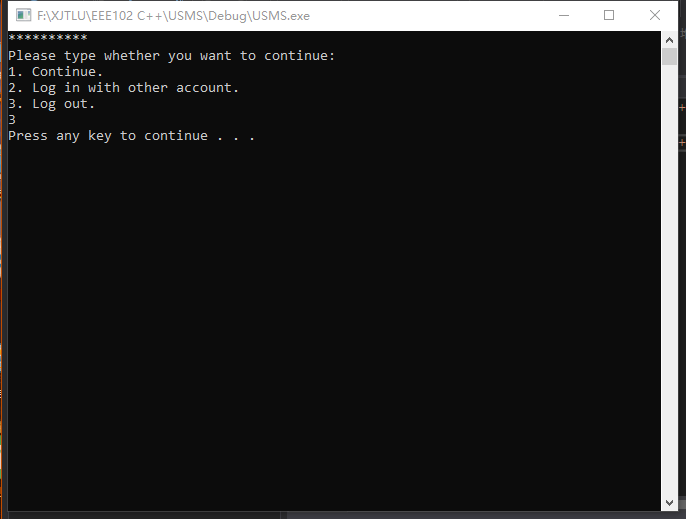 F:\XJTLU\EEE102 C++\USMS\Debug\USMS.exe
**********
Please type whether you want to continue:
1. Continue.
2. Log in with other account.
3. Log out.
3
Press any key to continue . . .